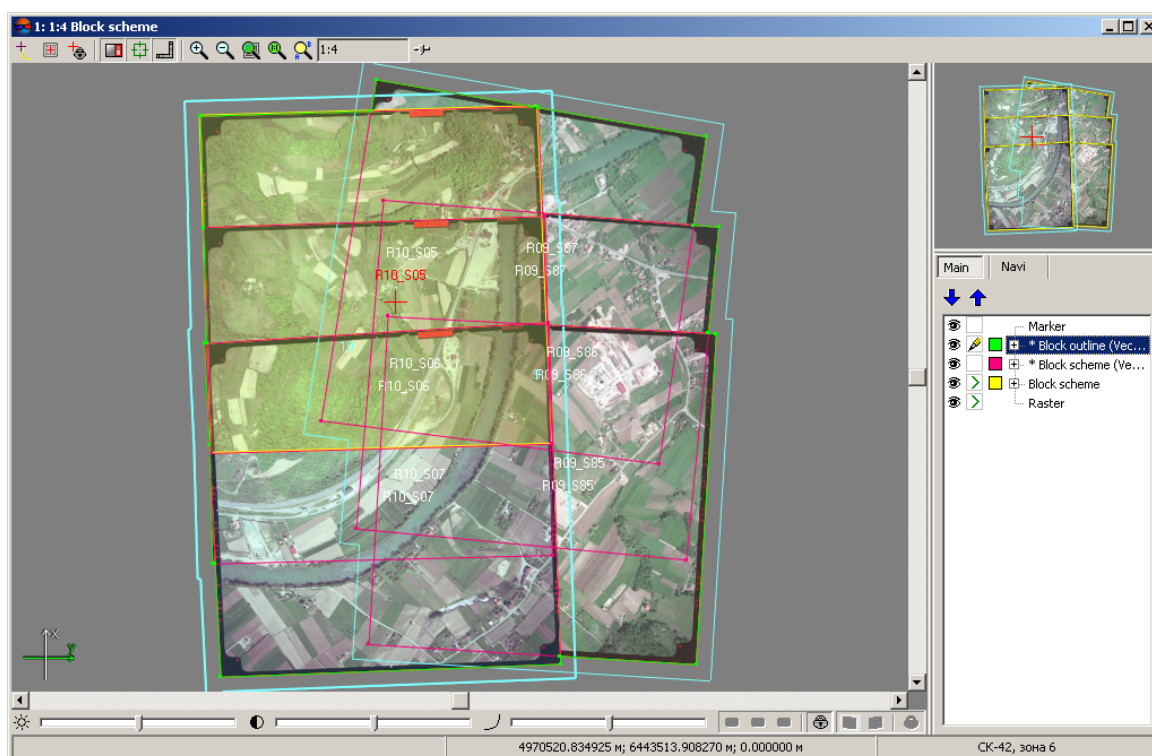 1: 1:4 Block scheme
1:4
R10_S05
R09_S87
R10_S05
R09_S87
R10_S06
R09_S86
R10_S06
R09_S86
R10_S07
R09_S85
R10_S07
R09_S85
X
Y
Main
Navi
Marker
* Block outline (Vec...
* Block scheme (Ve...
Block scheme
Raster
4970520.834925 м; 6443513.908270 м; 0.000000 м
СК-42, зона 6